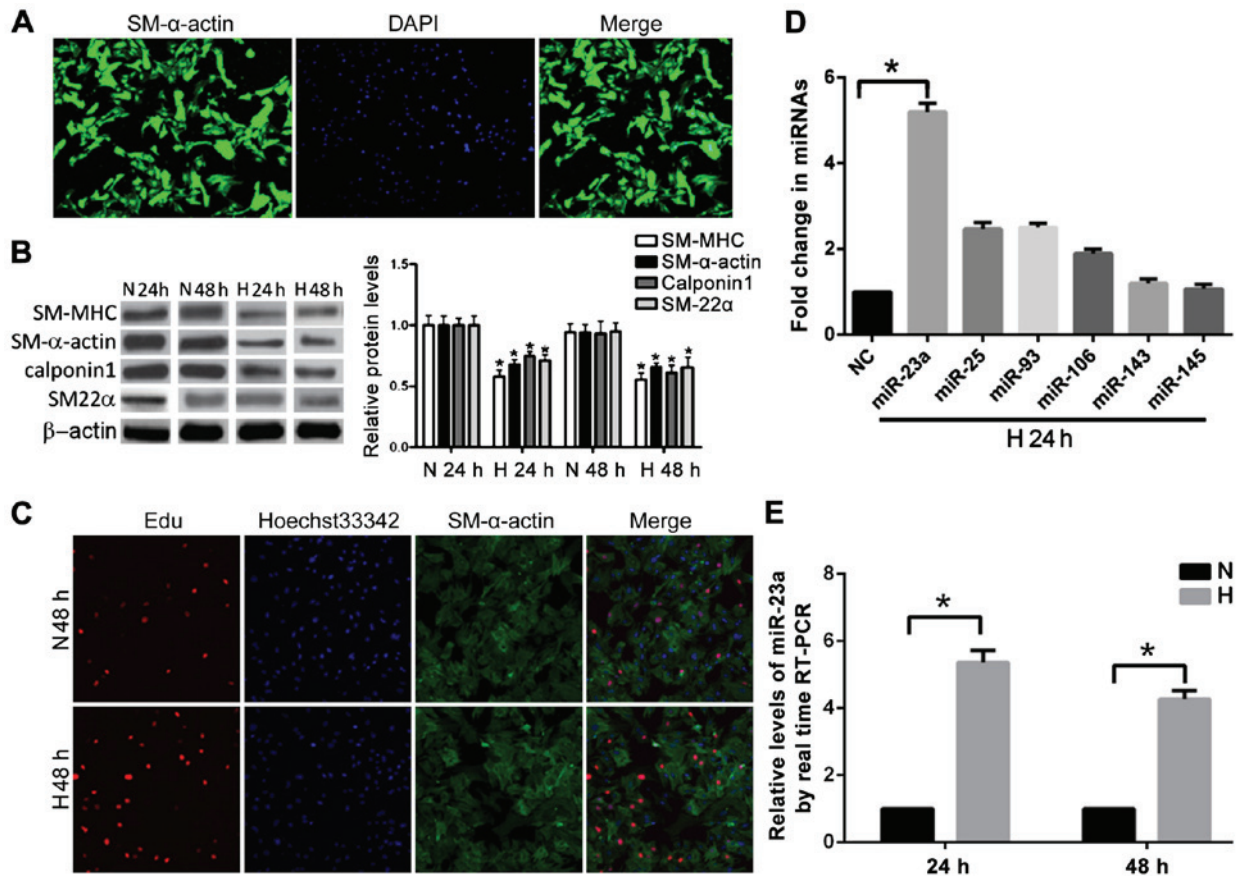 A
SM-α-actin DAPI Merge
B
N 24h N 48h H 24h H 48h
SM-MHC
SM-α-actin
calponin1
SM22α
β-actin
Relative protein levels
1.5
1.0
0.5
0.0
N 24 h H 24 h N 48 h H 48 h
* * * * * * * *
SM-MHC
SM-α-actin
Calponin1
SM-22α
C
Edu Hoechst33342 SM-α-actin Merge
N48 h
H48 h
D
Fold change in miRNAs
6
4
2
0
*
NC miR-23a miR-25 miR-93 miR-106 miR-143 miR-145
H 24 h
E
Relative levels of miR-23a
by real time RT-PCR
8
6
4
2
0
* *
N
H
24 h 48 h